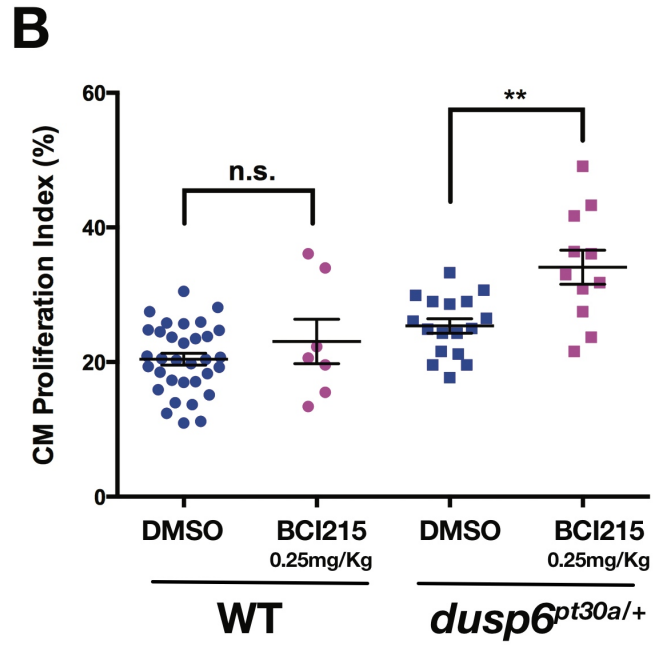 B
CM Proliferation Index (%)
60
40
20
0
n.s.
**
DMSO BCI215 DMSO BCI215
0.25mg/Kg 0.25mg/Kg
WT dusp6pt30a/+